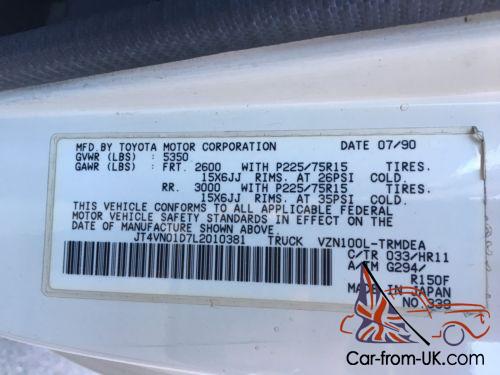 MFD.BY TOYOTA MOTOR CORPORATION DATE 07/90
GVWR (LBS) : 5350
GAWR (LBS) : FRT. 2600 WITH P225/75R15 TIRES.
15X6JJ RIMS. AT 26PSI COLD.
RR. 3000 WITH P225/75R15 TIRES.
15X6JJ RIMS. AT 35PSI COLD.
THIS VEHICLE CONFORMS TO ALL APPLICABLE FEDERAL
MOTOR VEHICLE SAFETY STANDARDS IN EFFECT ON THE
DATE OF MANUFACTURE SHOWN ABOVE.
JT4VN01D7L2010381 TRUCK VZN100L-TRMDEA
C/TR 033/HR11
A/TM G294/
R150F
MADE IN JAPAN
NO.339
Car-from-UK.com